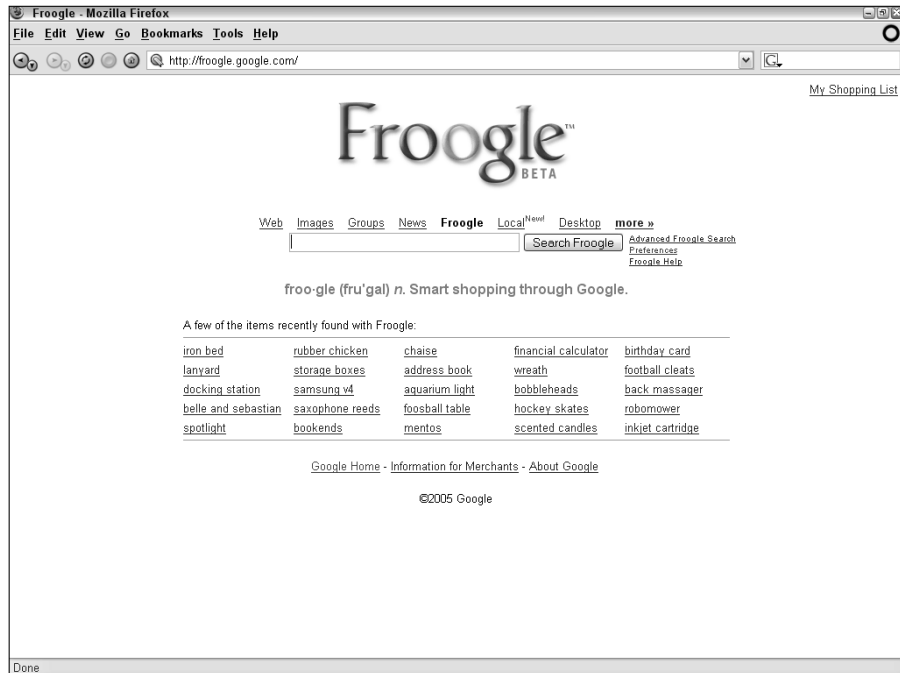 Froogle - Mozilla Firefox
File Edit View Go Bookmarks Tools Help
http://froogle.google.com/ G
My Shopping List
Froogle™
BETA
Web Images Groups News Froogle Local New! Desktop more »
Search Froogle Advanced Froogle Search
Preferences
Froogle Help
froo·gle (fru'gal) n. Smart shopping through Google.
A few of the items recently found with Froogle:
iron bed rubber chicken chaise financial calculator birthday card
lanyard storage boxes address book wreath football cleats
docking station samsung v4 aquarium light bobbleheads back massager
belle and sebastian saxophone reeds foosball table hockey skates robomower
spotlight bookends mentos scented candles inkjet cartridge
Google Home - Information for Merchants - About Google
©2005 Google
Done